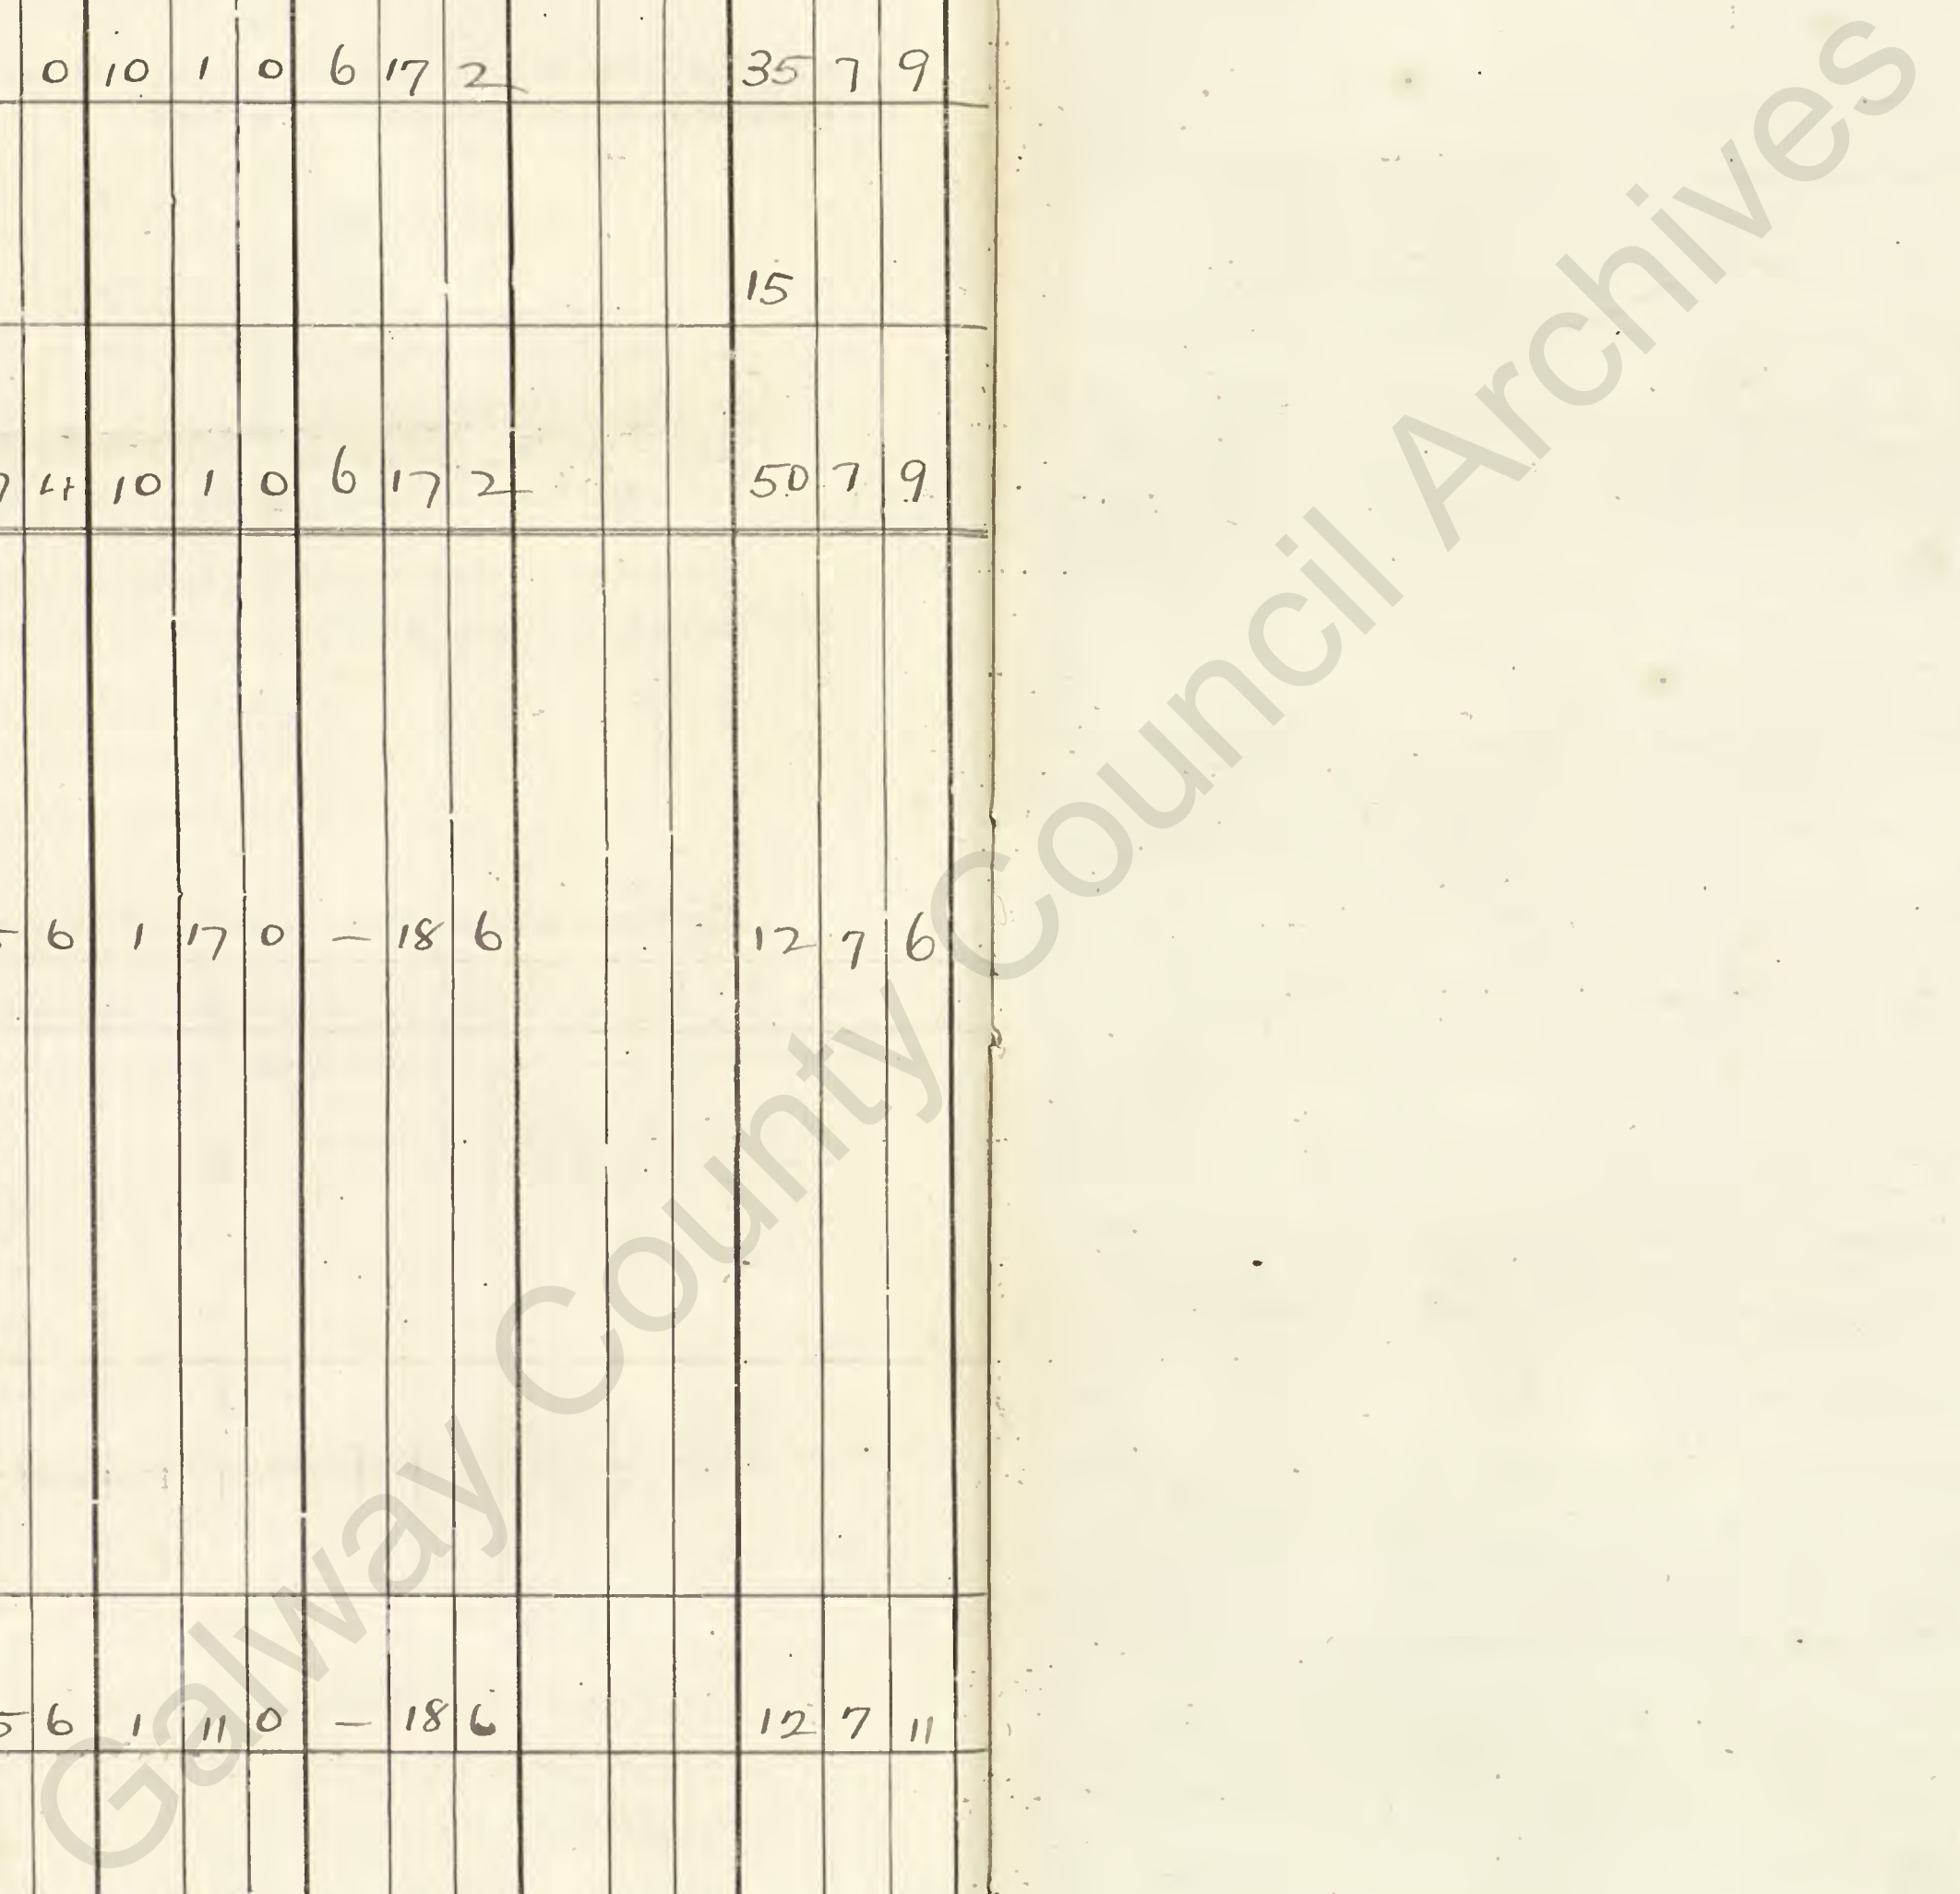 0 10 1 0 6 17 2 35 7 9
15
4 10 1 0 6 17 2 50 7 9
6 1 17 0 – 18 6 12 7 6
5 6 1 11 0 – 18 6 12 7 11
Galway County Council Archives